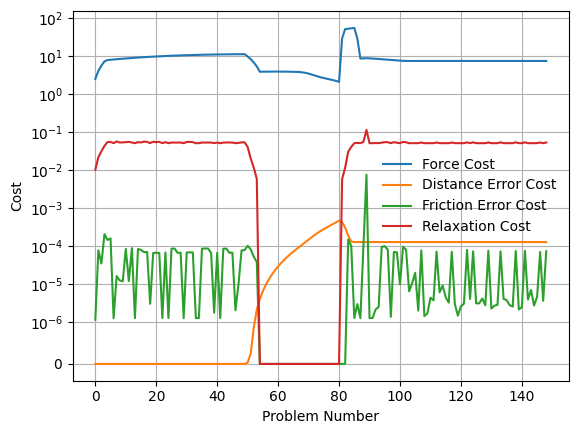 10²
10¹
10⁰
10⁻¹
10⁻²
10⁻³
10⁻⁴
10⁻⁵
10⁻⁶
0
Cost
Force Cost
Distance Error Cost
Friction Error Cost
Relaxation Cost
0 20 40 60 80 100 120 140
Problem Number